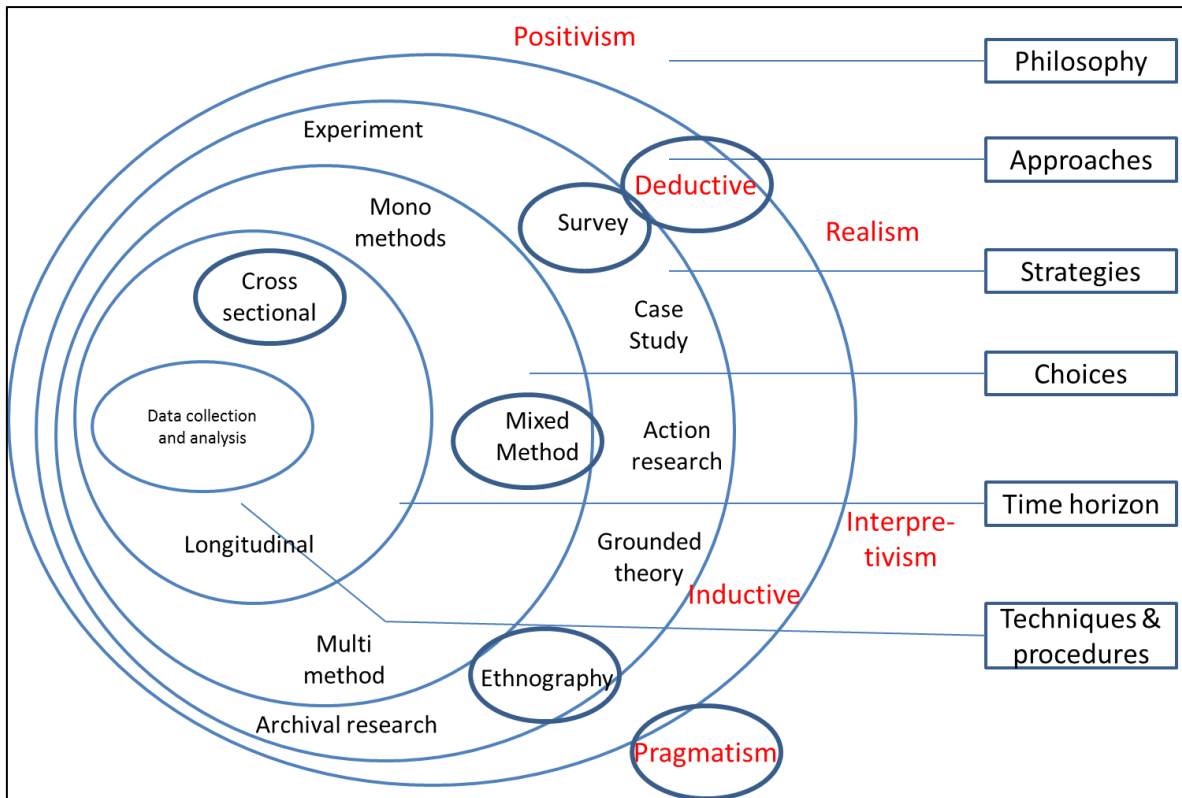 Positivism
Philosophy
Experiment
Approaches
Deductive
Mono
methods
Survey
Realism
Strategies
Cross
sectional
Case
Study
Choices
Data collection
and analysis
Mixed
Method
Action
research
Time horizon
Interpre-
tivism
Longitudinal
Grounded
theory
Inductive
Techniques &
procedures
Multi
method
Ethnography
Archival research
Pragmatism